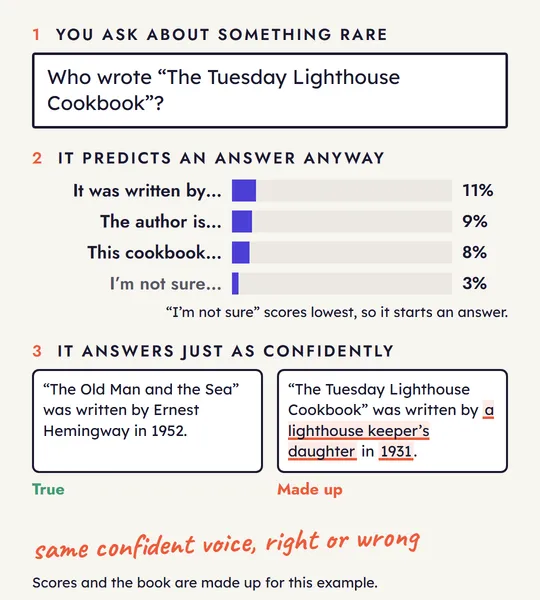 1 YOU ASK ABOUT SOMETHING RARE
Who wrote “The Tuesday Lighthouse
Cookbook”?
2 IT PREDICTS AN ANSWER ANYWAY
It was written by... 11%
The author is... 9%
This cookbook... 8%
I’m not sure... 3%
“I’m not sure” scores lowest, so it starts an answer.
3 IT ANSWERS JUST AS CONFIDENTLY
“The Old Man and the Sea”
was written by Ernest
Hemingway in 1952.
True
“The Tuesday Lighthouse
Cookbook” was written by a
lighthouse keeper’s
daughter in 1931.
Made up
same confident voice, right or wrong
Scores and the book are made up for this example.